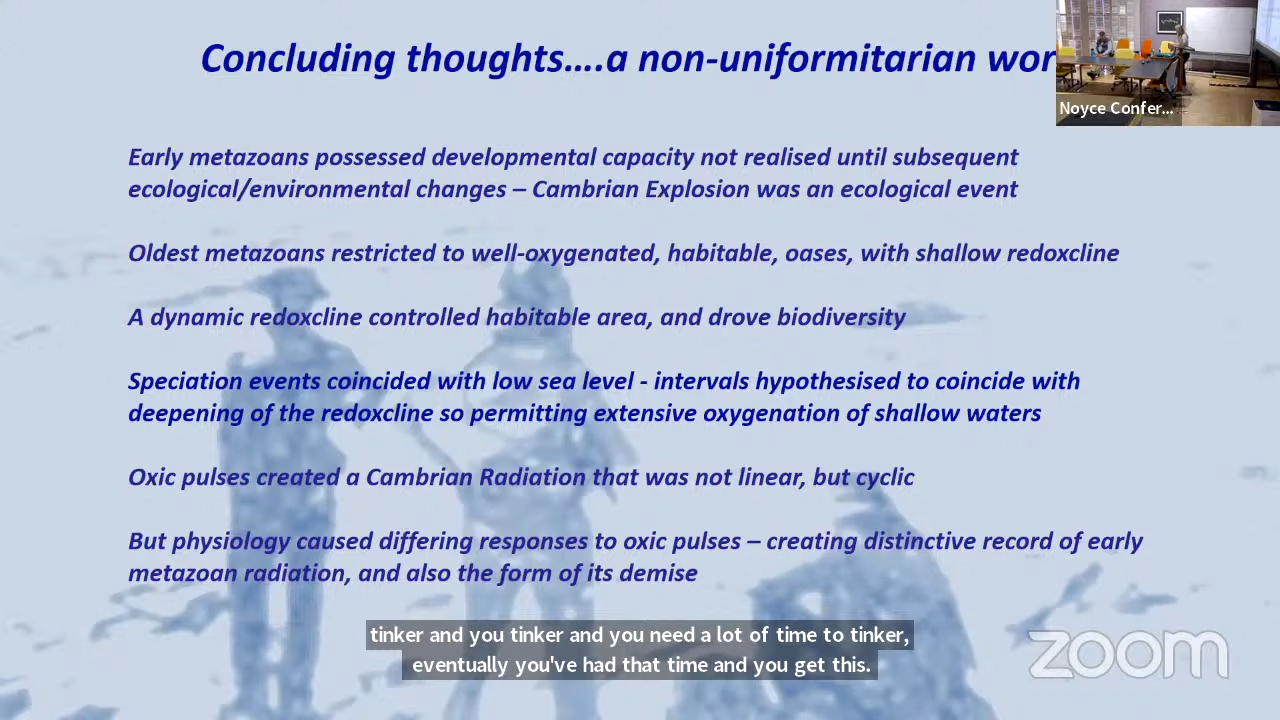 Concluding thoughts....a non-uniformitarian wor
Noyce Confer...
Early metazoans possessed developmental capacity not realised until subsequent
ecological/environmental changes – Cambrian Explosion was an ecological event
Oldest metazoans restricted to well-oxygenated, habitable, oases, with shallow redoxcline
A dynamic redoxcline controlled habitable area, and drove biodiversity
Speciation events coincided with low sea level - intervals hypothesised to coincide with
deepening of the redoxcline so permitting extensive oxygenation of shallow waters
Oxic pulses created a Cambrian Radiation that was not linear, but cyclic
But physiology caused differing responses to oxic pulses – creating distinctive record of early
metazoan radiation, and also the form of its demise
tinker and you tinker and you need a lot of time to tinker,
eventually you've had that time and you get this.
zoom